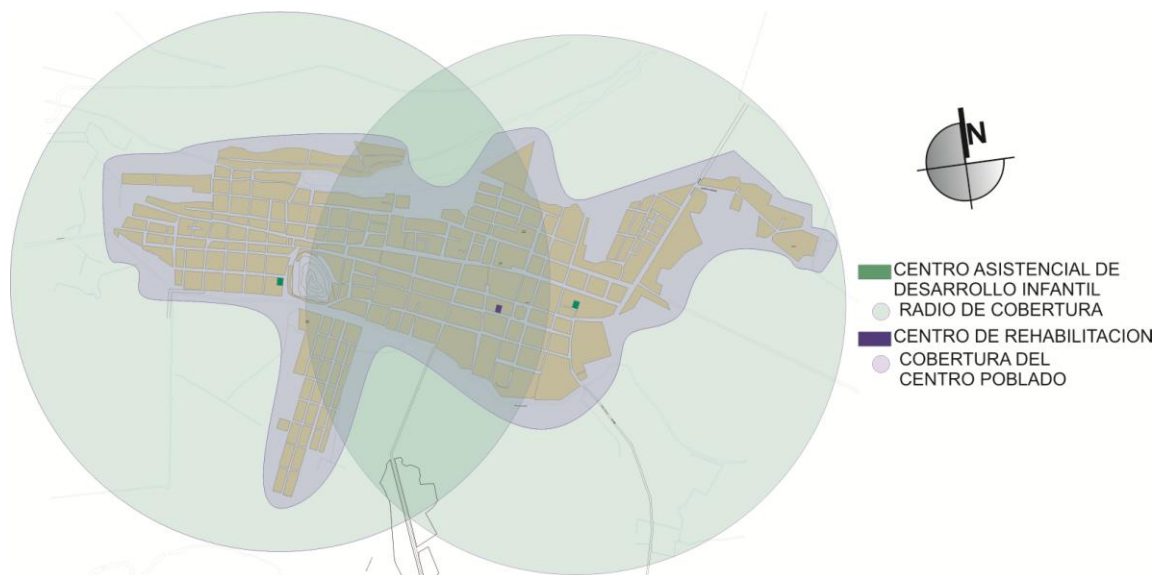 N
CENTRO ASISTENCIAL DE
DESARROLLO INFANTIL
RADIO DE COBERTURA
CENTRO DE REHABILITACION
COBERTURA DEL
CENTRO POBLADO